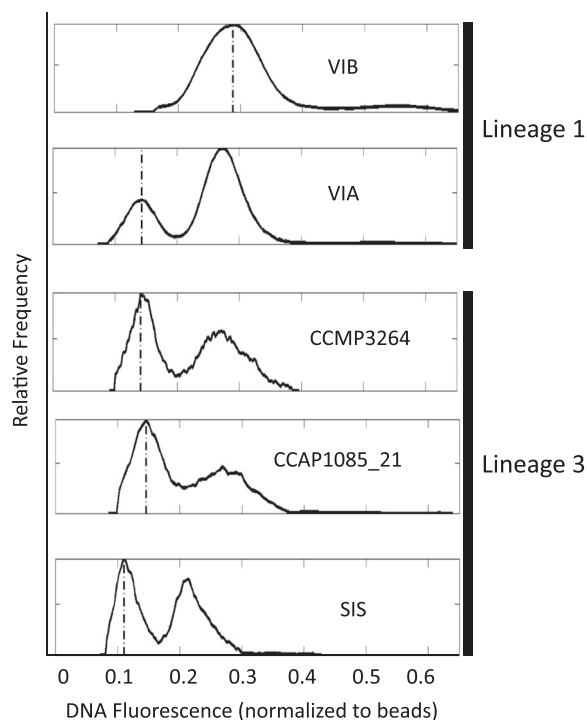 VIB
Lineage 1
VIA
Relative Frequency
CCMP3264
CCAP1085_21
Lineage 3
SIS
0 0.1 0.2 0.3 0.4 0.5 0.6
DNA Fluorescence (normalized to beads)